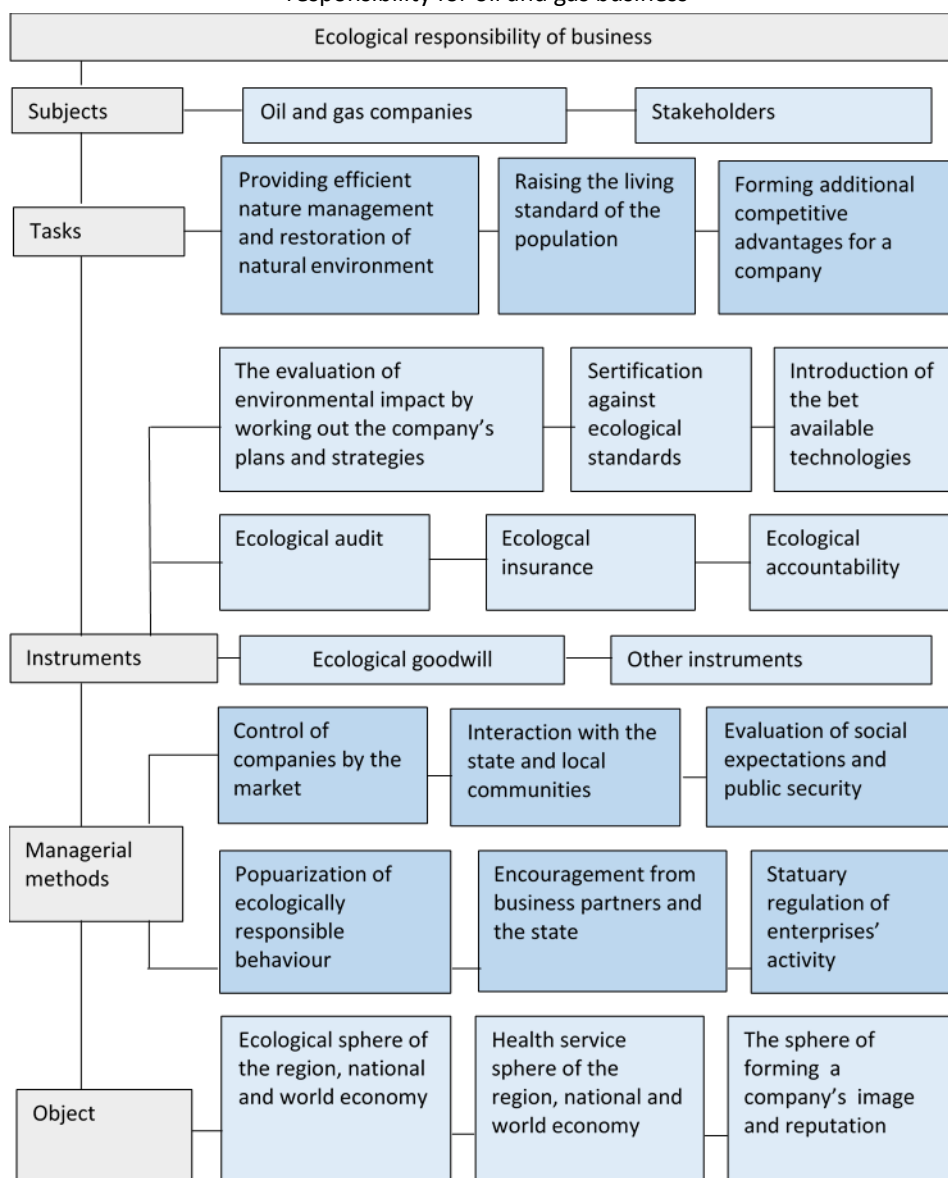 responsibility for oil and gas business
Ecological responsibility of business
Subjects
Oil and gas companies
Stakeholders
Tasks
Providing efficient
nature management
and restoration of
natural environment
Raising the living
standard of the
population
Forming additional
competitive
advantages for a
company
The evaluation of
environmental impact by
working out the company's
plans and strategies
Sertification
against
ecological
standards
Introduction of
the bet
available
technologies
Ecological audit
Ecologcal
insurance
Ecological
accountability
Instruments
Ecological goodwill
Other instruments
Managerial
methods
Control of
companies by the
market
Interaction with the
state and local
communities
Evaluation of social
expectations and
public security
Popuarization of
ecologically
responsible
behaviour
Encouragement from
business partners and
the state
Statuary
regulation of
enterprises'
activity
Object
Ecological sphere of
the region, national
and world economy
Health service
sphere of the
region, national and
world economy
The sphere of
forming a
company's image
and reputation